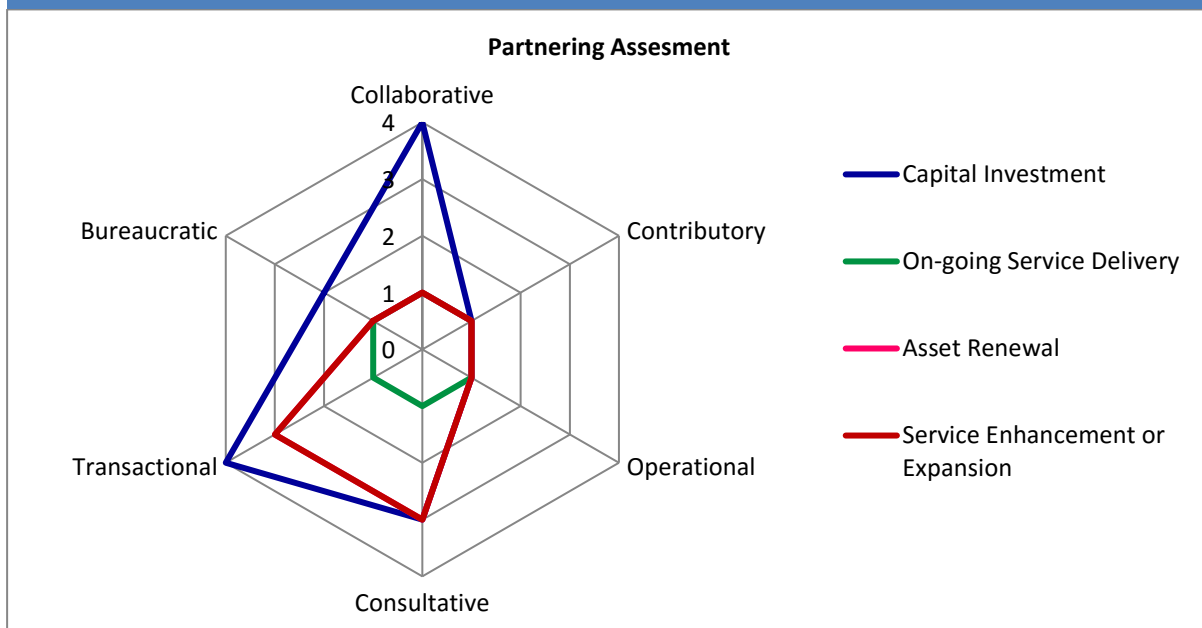 Partnering Assesment
Collaborative
4
3
2
1
0
Bureaucratic
Contributory
Transactional
Operational
Consultative
Capital Investment
On-going Service Delivery
Asset Renewal
Service Enhancement or
Expansion